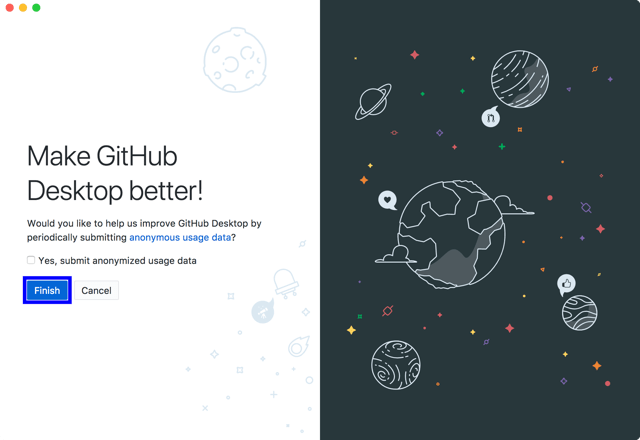 Make GitHub
Desktop better!
Would you like to help us improve GitHub Desktop by
periodically submitting anonymous usage data?
Yes, submit anonymized usage data
Finish
Cancel